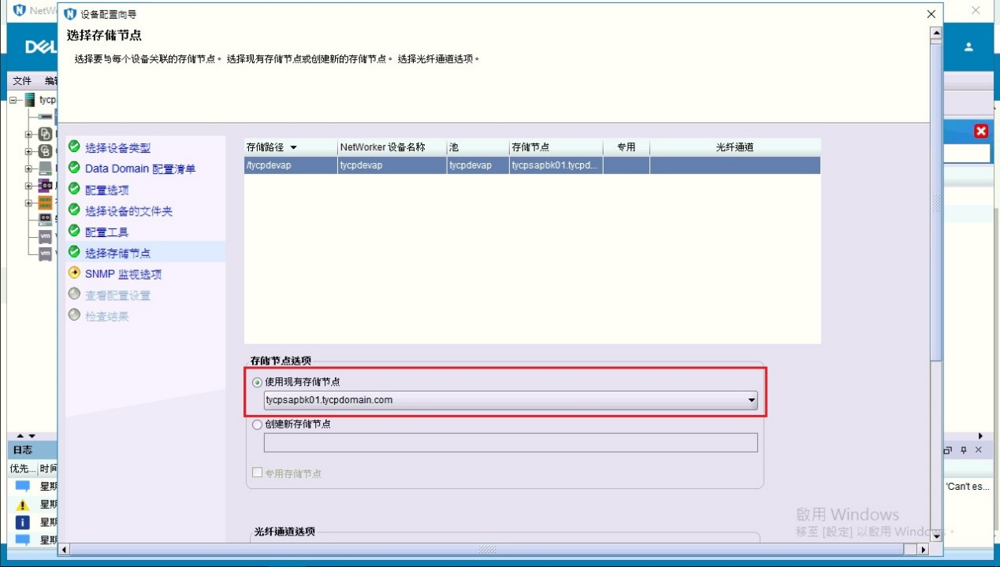 NetW
设备配置向导
选择存储节点
DELL
选择要与每个设备关联的存储节点。选择现有存储节点或创建新的存储节点。选择光纤通道选项。
文件 编辑
tycp
选择设备类型
Data Domain 配置清单
配置选项
选择设备的文件夹
配置工具
选择存储节点
SNMP 监视选项
查看配置设置
检查结果
存储路径 NetWorker 设备名称 池 存储节点 专用 光纤通道
/tycpdevap tycpdevap tycpdevap tycpsapbk01.tycpd...
存储节点选项
使用现有存储节点
tycpsapbk01.tycpdomain.com
创建新存储节点
专用存储节点
光纤通道选项
日志
优先... 时间
星期
星期
星期
星期
'Can't es...
啟用 Windows
移至 [設定] 以啟用 Windows。